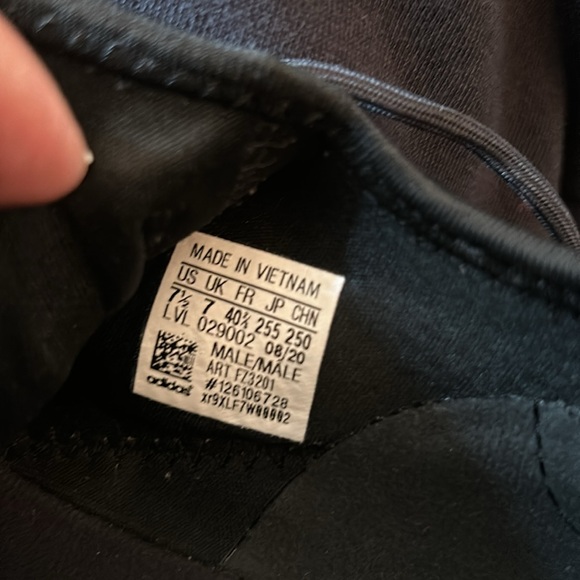 MADE IN VIETNAM
US UK FR JP CHN
7½ 7 40⅔ 255 250
LVL 029002 08/20
MALE/MALE
ART FZ3201
#126106728
adidas